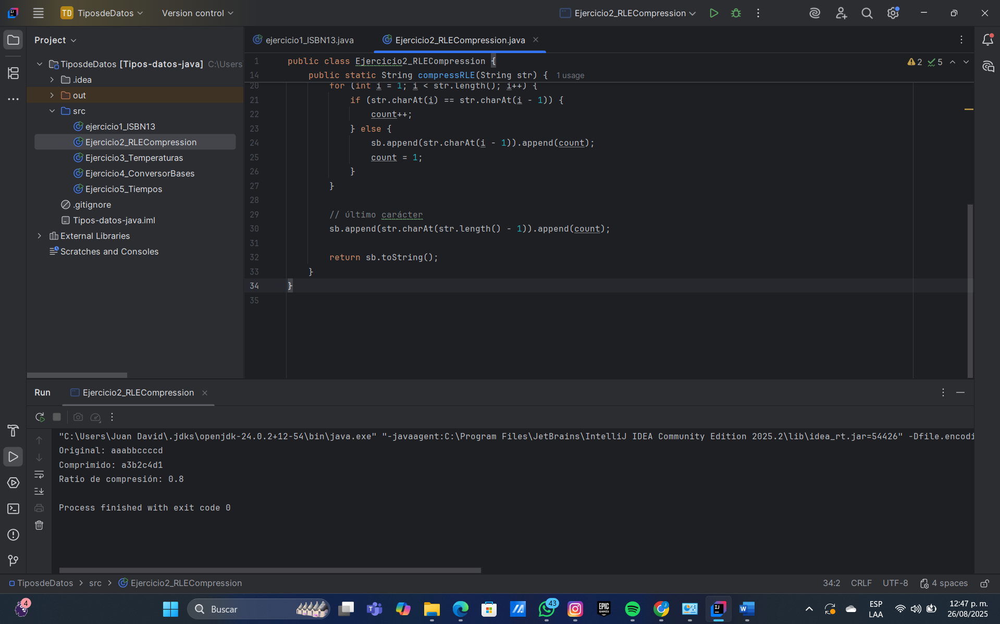 TD TiposdeDatos Version control Ejercicio2_RLECompression
Project
TiposdeDatos [Tipos-datos-java] C:\Users
.idea
out
src
ejercicio1_ISBN13
Ejercicio2_RLECompression
Ejercicio3_Temperaturas
Ejercicio4_ConversorBases
Ejercicio5_Tiempos
.gitignore
Tipos-datos-java.iml
External Libraries
Scratches and Consoles
ejercicio1_ISBN13.java Ejercicio2_RLECompression.java
1 public class Ejercicio2_RLECompression { 2 5
14 public static String compressRLE(String str) { 1 usage
20 for (int i = 1; i < str.length(); i++) {
21 if (str.charAt(i) == str.charAt(i - 1)) {
22 count++;
23 } else {
24 sb.append(str.charAt(i - 1)).append(count);
25 count = 1;
26 }
27 }
28
29 // último carácter
30 sb.append(str.charAt(str.length() - 1)).append(count);
31
32 return sb.toString();
33 }
34 }
35
Run Ejercicio2_RLECompression
"C:\Users\Juan David\.jdks\openjdk-24.0.2+12-54\bin\java.exe" "-javaagent:C:\Program Files\JetBrains\IntelliJ IDEA Community Edition 2025.2\lib\idea_rt.jar=54426" -Dfile.encodi
Original: aaabbccccd
Comprimido: a3b2c4d1
Ratio de compresión: 0.8
Process finished with exit code 0
TiposdeDatos > src > Ejercicio2_RLECompression 34:2 CRLF UTF-8 4 spaces
4 Buscar 43 EPIC GAMES ESP LAA 12:47 p. m. 26/08/2025